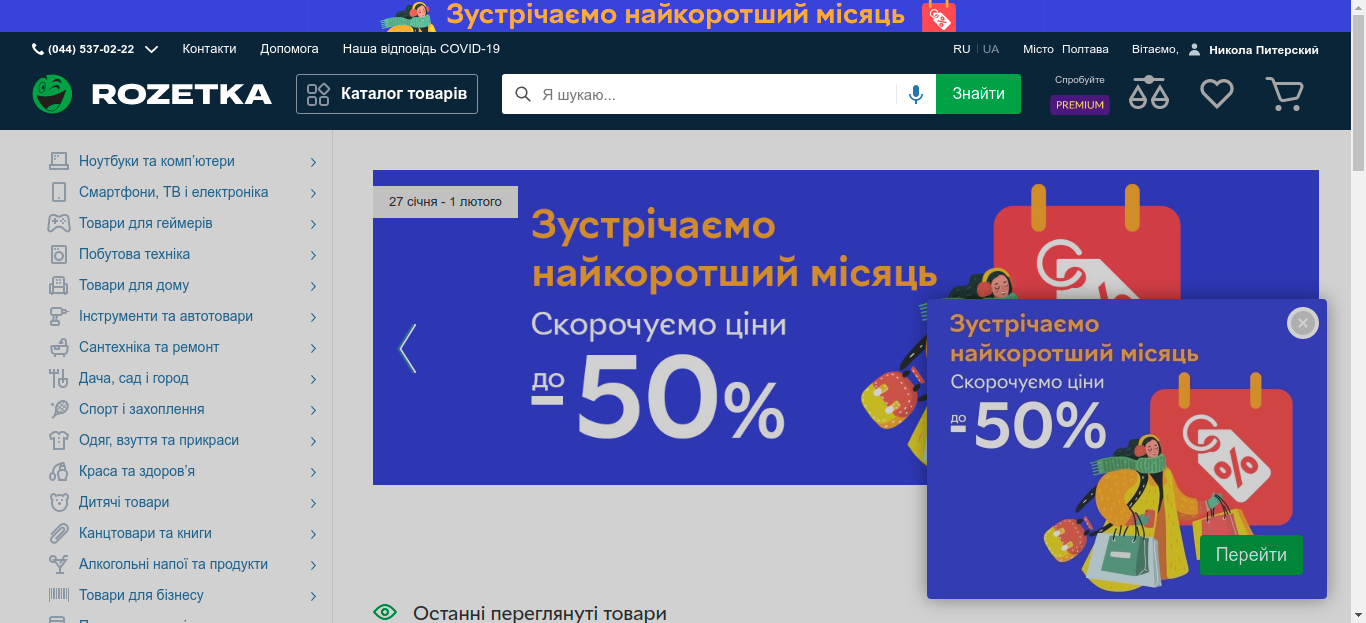 Зустрічаємо найкоротший місяць
(044) 537-02-22
Контакти
Допомога
Наша відповідь COVID-19
RU | UA
Місто Полтава
Вітаємо, Никола Питерский
ROZETKA
Каталог товарів
Я шукаю...
Знайти
Спробуйте
PREMIUM
Ноутбуки та комп'ютери
Смартфони, ТВ і електроніка
Товари для геймерів
Побутова техніка
Товари для дому
Інструменти та автотовари
Сантехніка та ремонт
Дача, сад і город
Спорт і захоплення
Одяг, взуття та прикраси
Краса та здоров'я
Дитячі товари
Канцтовари та книги
Алкогольні напої та продукти
Товари для бізнесу
27 січня - 1 лютого
Зустрічаємо
найкоротший місяць
Скорочуємо ціни
до -50%
Зустрічаємо
найкоротший місяць
Скорочуємо ціни
до -50%
Перейти
Останні переглянуті товари